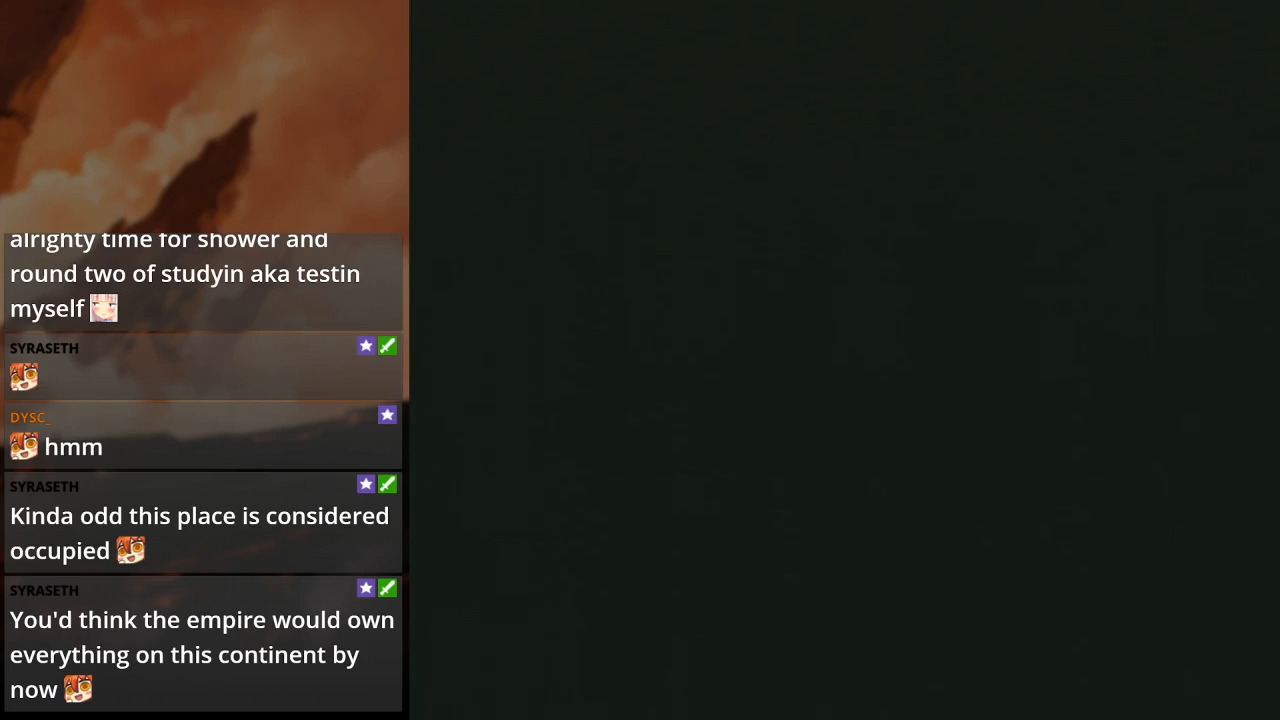 alrighty time for shower and
round two of studyin aka testin
myself
SYRASETH
DYSC_
hmm
SYRASETH
Kinda odd this place is considered
occupied
SYRASETH
You'd think the empire would own
everything on this continent by
now